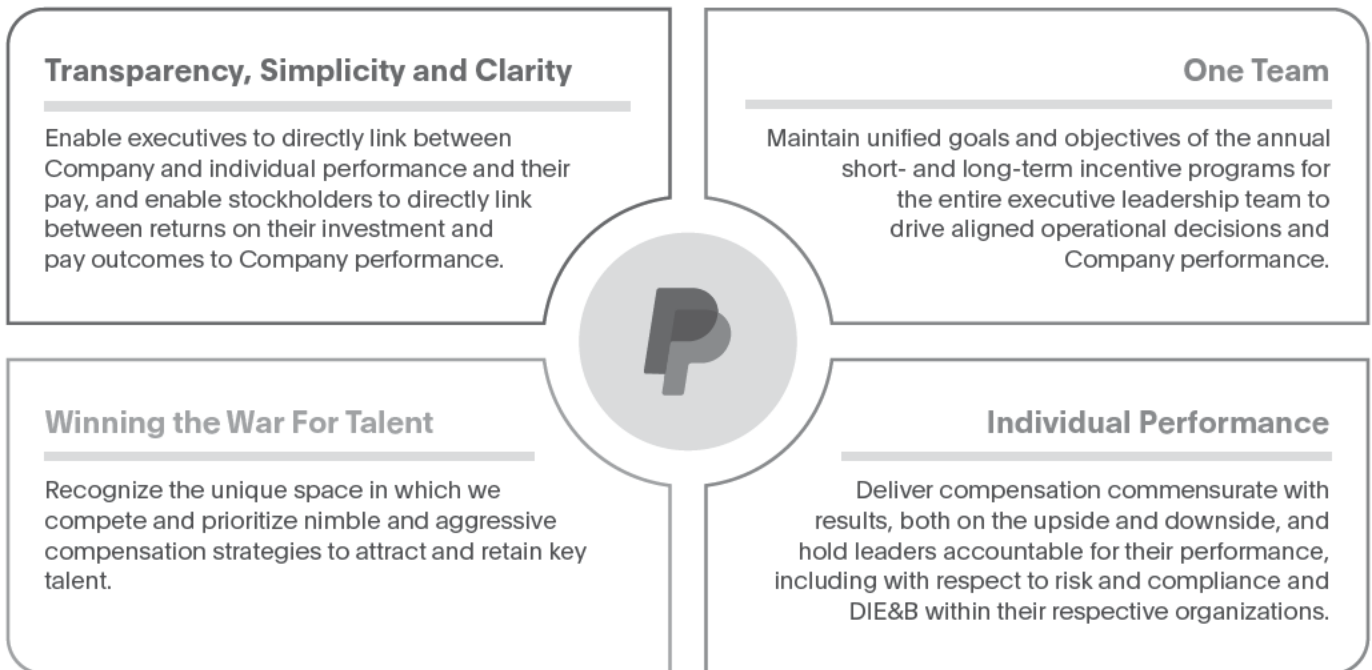 Transparency, Simplicity and Clarity
Enable executives to directly link between
Company and individual performance and their
pay, and enable stockholders to directly link
between returns on their investment and
pay outcomes to Company performance.
One Team
Maintain unified goals and objectives of the annual
short- and long-term incentive programs for
the entire executive leadership team to
drive aligned operational decisions and
Company performance.
Winning the War For Talent
Recognize the unique space in which we
compete and prioritize nimble and aggressive
compensation strategies to attract and retain key
talent.
Individual Performance
Deliver compensation commensurate with
results, both on the upside and downside, and
hold leaders accountable for their performance,
including with respect to risk and compliance and
DIE&B within their respective organizations.